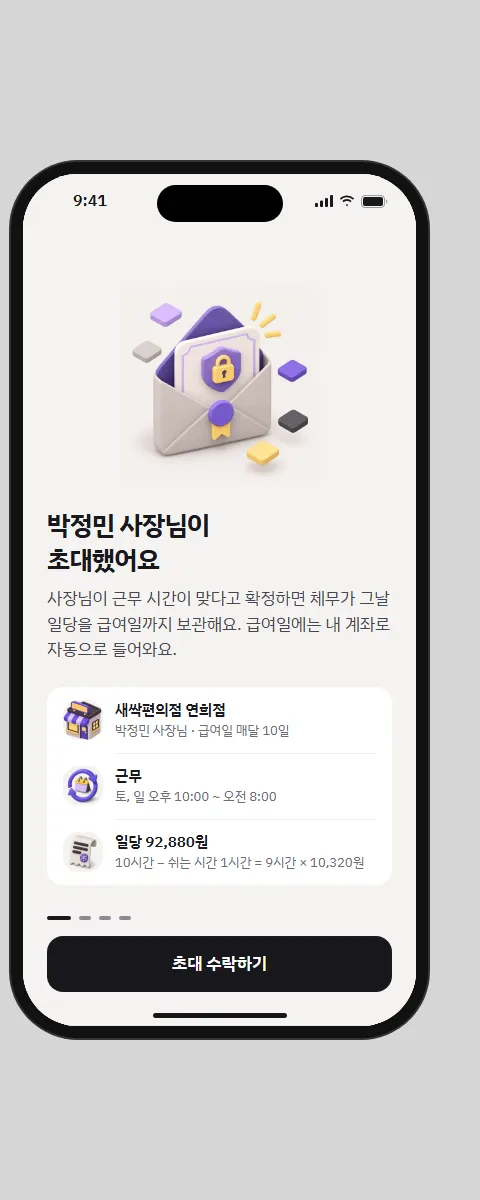 9:41
박정민 사장님이
초대했어요
사장님이 근무 시간이 맞다고 확정하면 체무가 그날
일당을 급여일까지 보관해요. 급여일에는 내 계좌로
자동으로 들어와요.
새싹편의점 연희점
박정민 사장님 · 급여일 매달 10일
근무
토, 일 오후 10:00 ~ 오전 8:00
일당 92,880원
10시간 – 쉬는 시간 1시간 = 9시간 × 10,320원
초대 수락하기